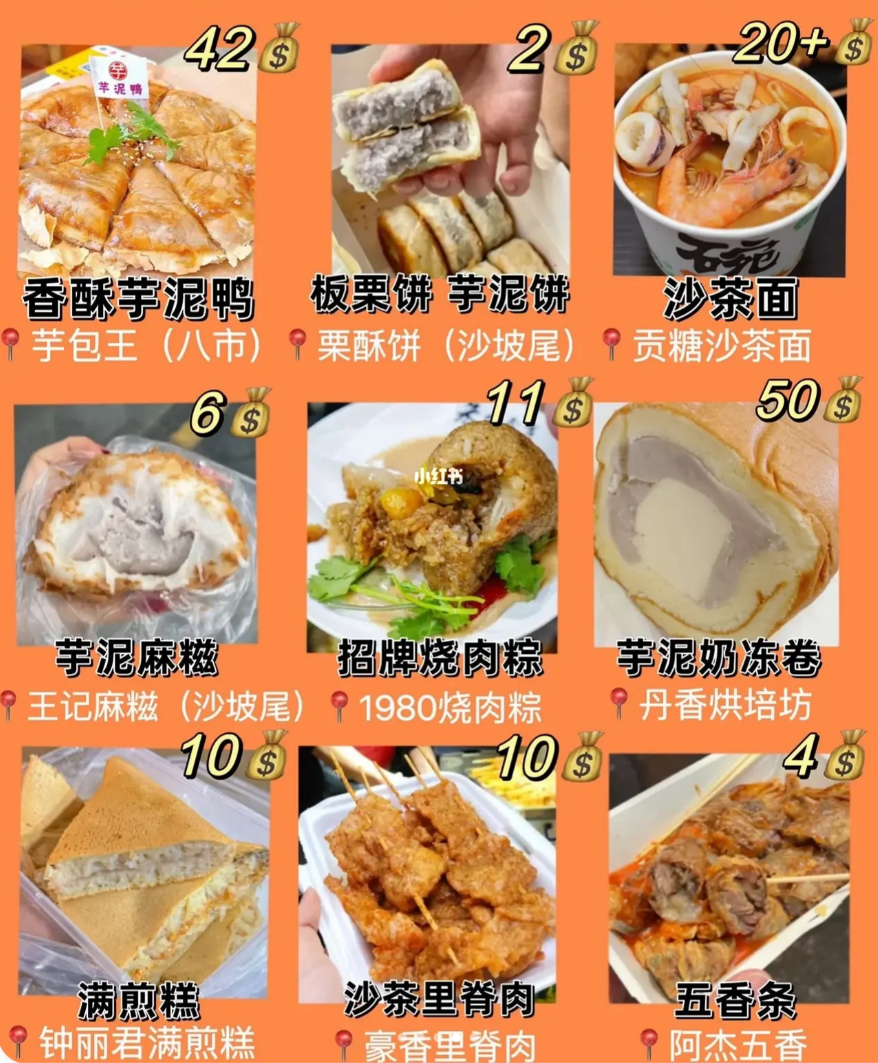 42
2
20+
芋
芋泥鸭
石宛
香酥芋泥鸭
板栗饼 芋泥饼
沙茶面
芋包王（八市）
栗酥饼（沙坡尾）
贡糖沙茶面
6
11
50
小红书
芋泥麻糍
招牌烧肉粽
芋泥奶冻卷
王记麻糍（沙坡尾）
1980烧肉粽
丹香烘培坊
10
10
4
满煎糕
沙茶里脊肉
五香条
钟丽君满煎糕
豪香里脊肉
阿杰五香